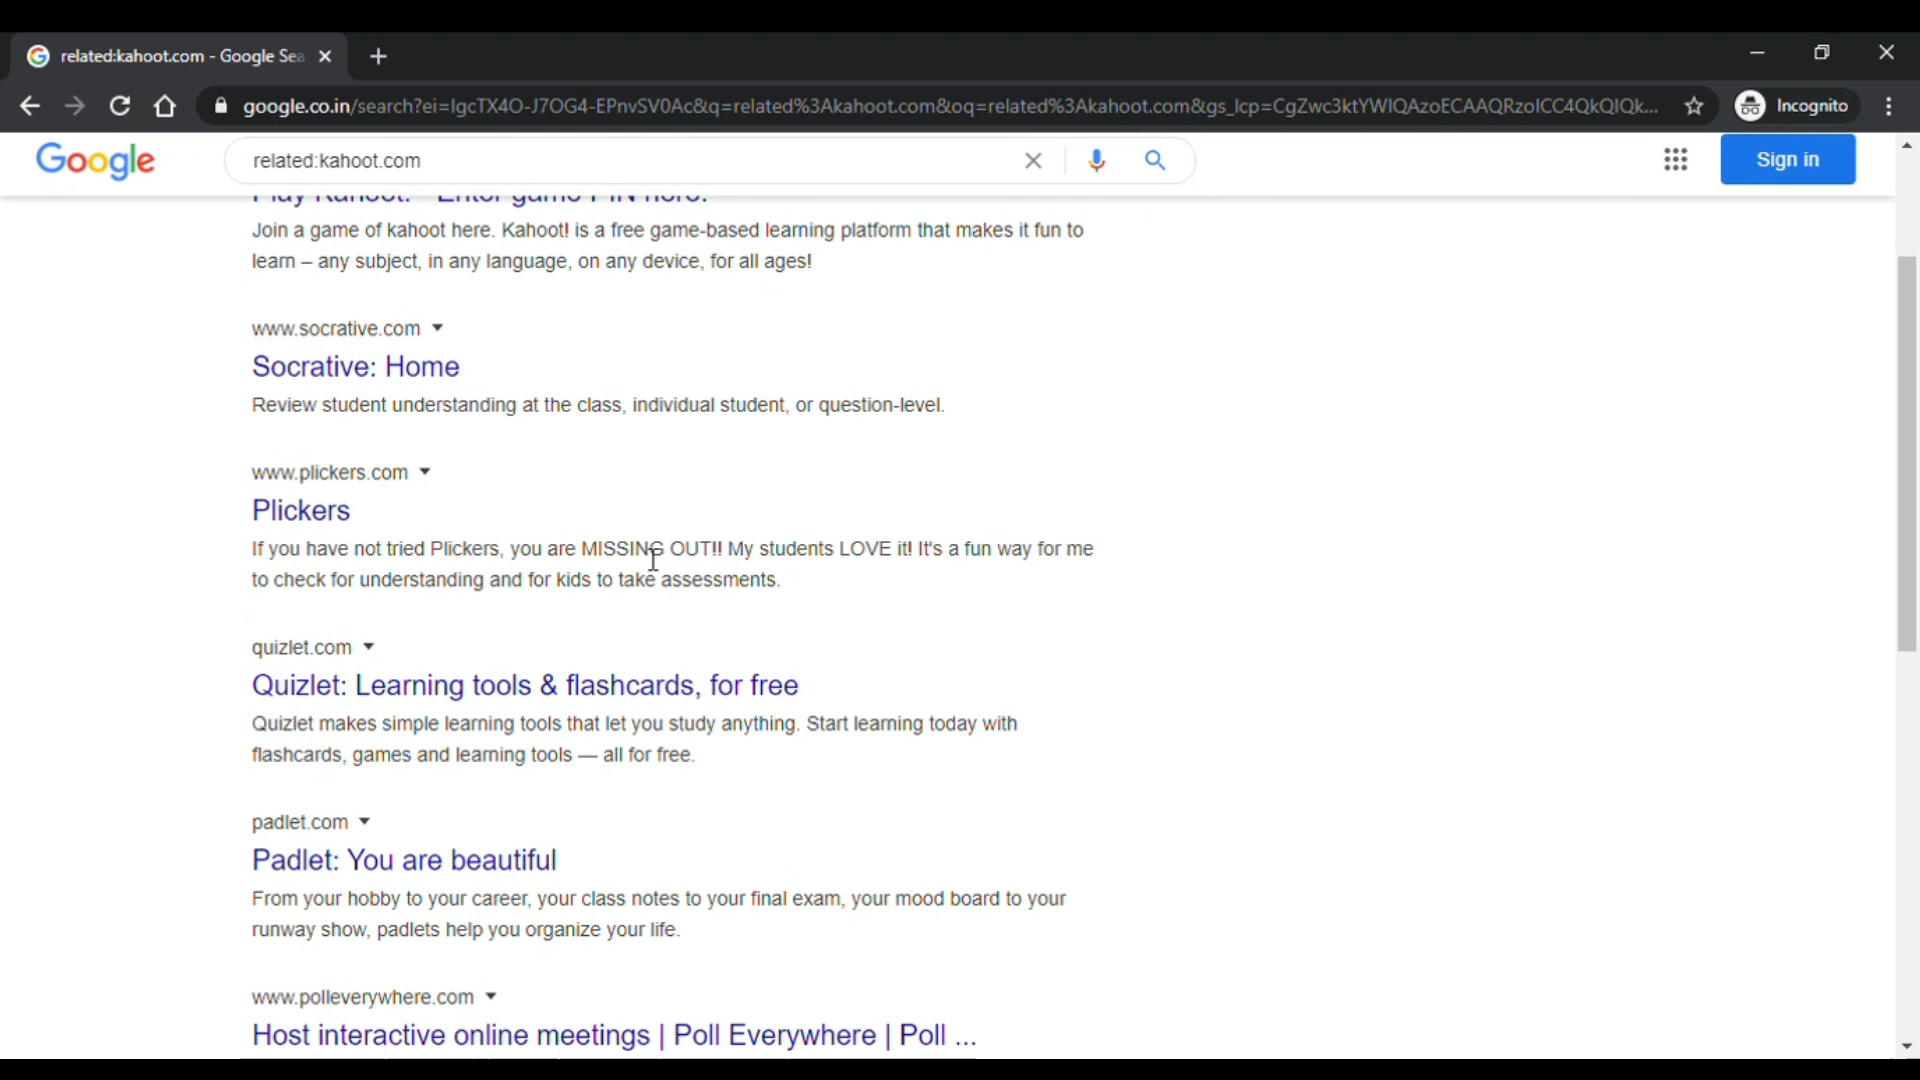 related:kahoot.com - Google Sea
google.co.in/search?ei=IgcTX4O-J7OG4-EPnvSV0Ac&q=related%3Akahoot.com&oq=related%3Akahoot.com&gs_lcp=CgZwc3ktYWIQAzoECAAQRzoICC4QkQIQk...
Incognito
Google
related:kahoot.com
Sign in
Play Kahoot! - Enter game PIN here!
Join a game of kahoot here. Kahoot! is a free game-based learning platform that makes it fun to
learn – any subject, in any language, on any device, for all ages!
www.socrative.com
Socrative: Home
Review student understanding at the class, individual student, or question-level.
www.plickers.com
Plickers
If you have not tried Plickers, you are MISSING OUT!! My students LOVE it! It's a fun way for me
to check for understanding and for kids to take assessments.
quizlet.com
Quizlet: Learning tools & flashcards, for free
Quizlet makes simple learning tools that let you study anything. Start learning today with
flashcards, games and learning tools — all for free.
padlet.com
Padlet: You are beautiful
From your hobby to your career, your class notes to your final exam, your mood board to your
runway show, padlets help you organize your life.
www.polleverywhere.com
Host interactive online meetings | Poll Everywhere | Poll ...